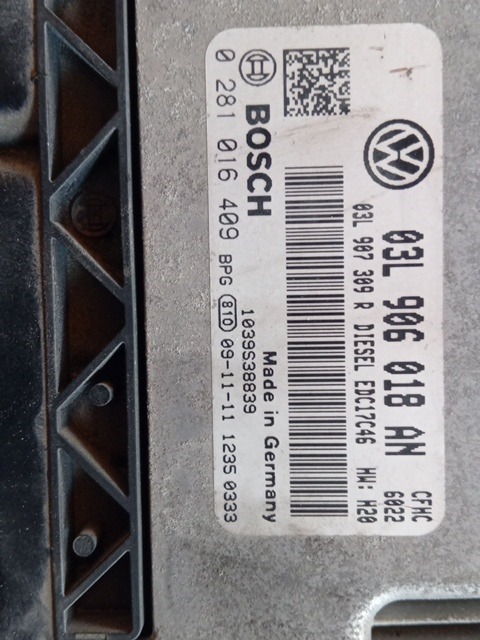 03L 906 018 AN
CFHC
6022
03L 907 309 R DIESEL EDC17C46 HW: H20
Made in Germany
1039S38839
BOSCH
0 281 016 409 BPG 81D 09-11-11 1235 0333